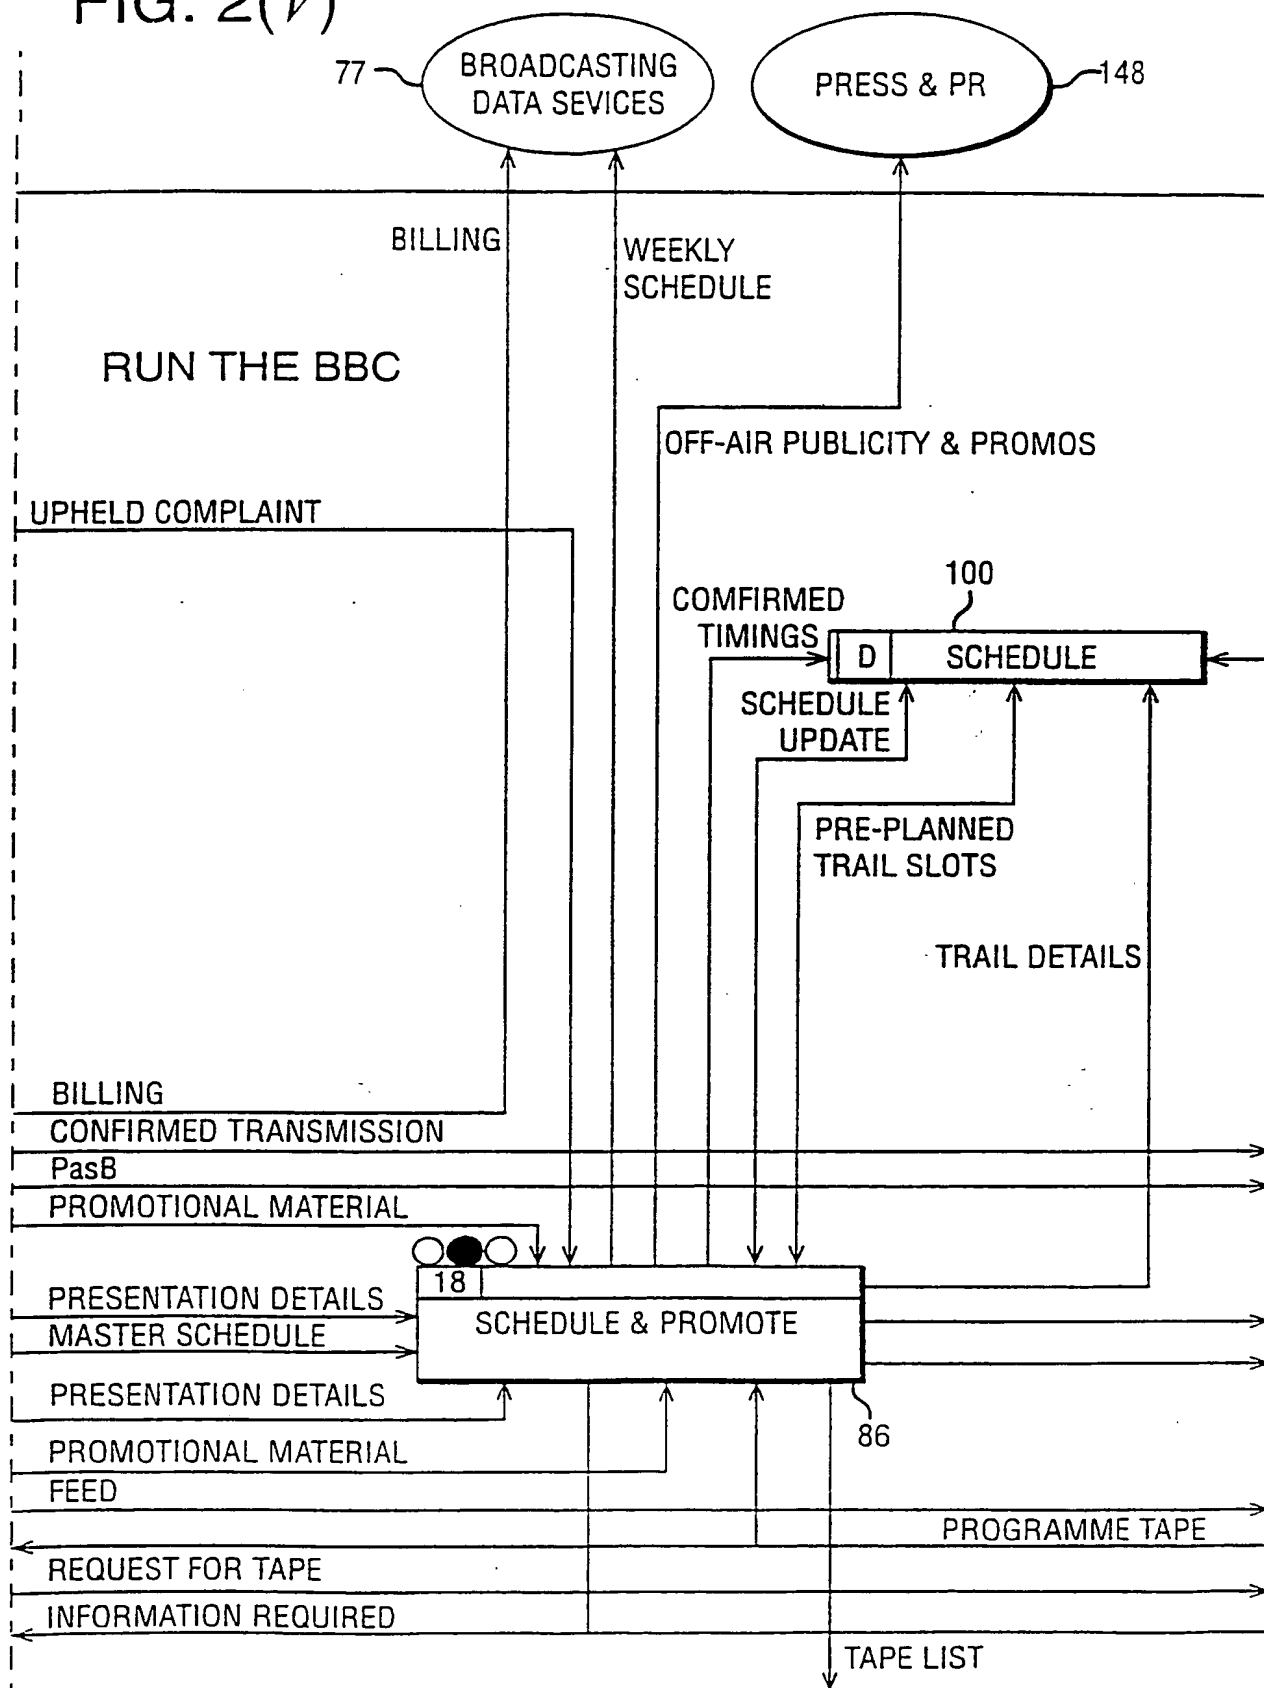 FIG. 2(V)
77
BROADCASTING
DATA SEVICES
PRESS & PR
148
BILLING
WEEKLY
SCHEDULE
RUN THE BBC
OFF-AIR PUBLICITY & PROMOS
UPHELD COMPLAINT
100
COMFIRMED
TIMINGS
D
SCHEDULE
SCHEDULE
UPDATE
PRE-PLANNED
TRAIL SLOTS
TRAIL DETAILS
BILLING
CONFIRMED TRANSMISSION
PasB
PROMOTIONAL MATERIAL
18
PRESENTATION DETAILS
SCHEDULE & PROMOTE
MASTER SCHEDULE
PRESENTATION DETAILS
86
PROMOTIONAL MATERIAL
FEED
PROGRAMME TAPE
REQUEST FOR TAPE
INFORMATION REQUIRED
TAPE LIST